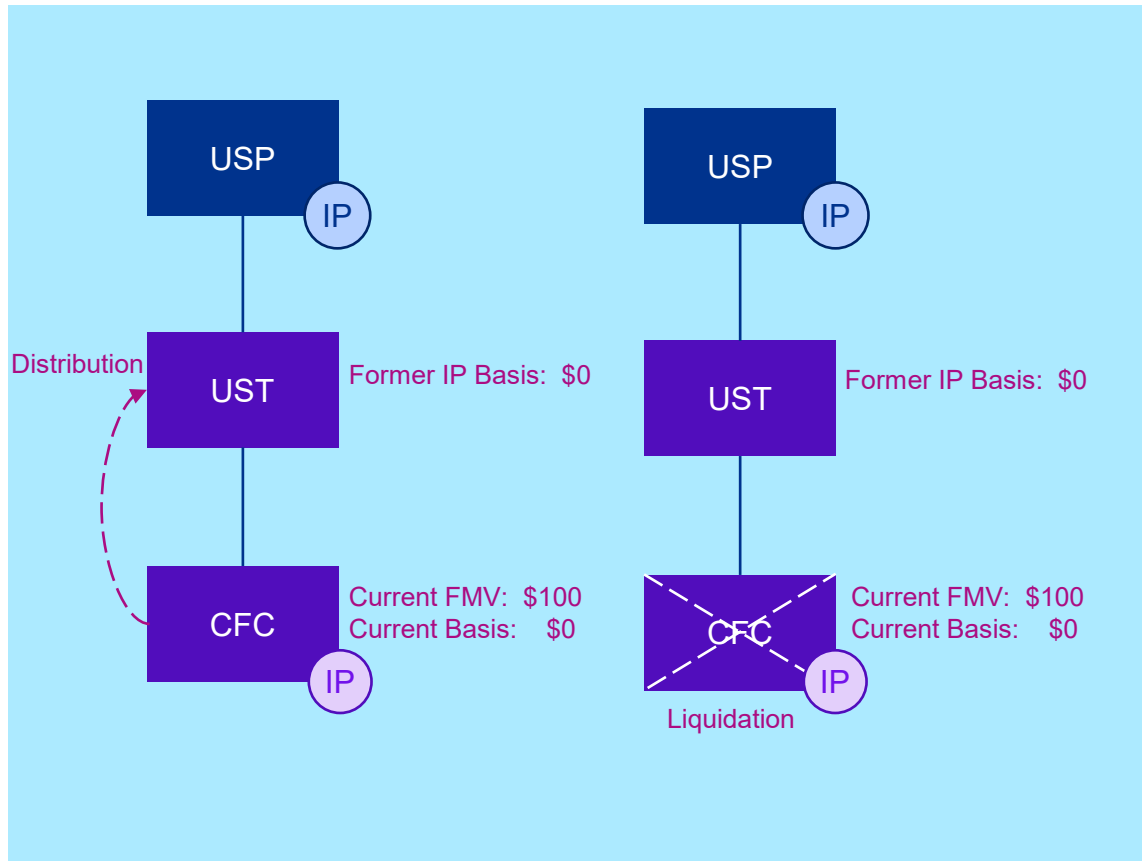 USP
IP
Distribution
UST
Former IP Basis:  $0
CFC
Current FMV:  $100
Current Basis:    $0
IP
USP
IP
UST
Former IP Basis:  $0
CFC
Current FMV:  $100
Current Basis:    $0
IP
Liquidation